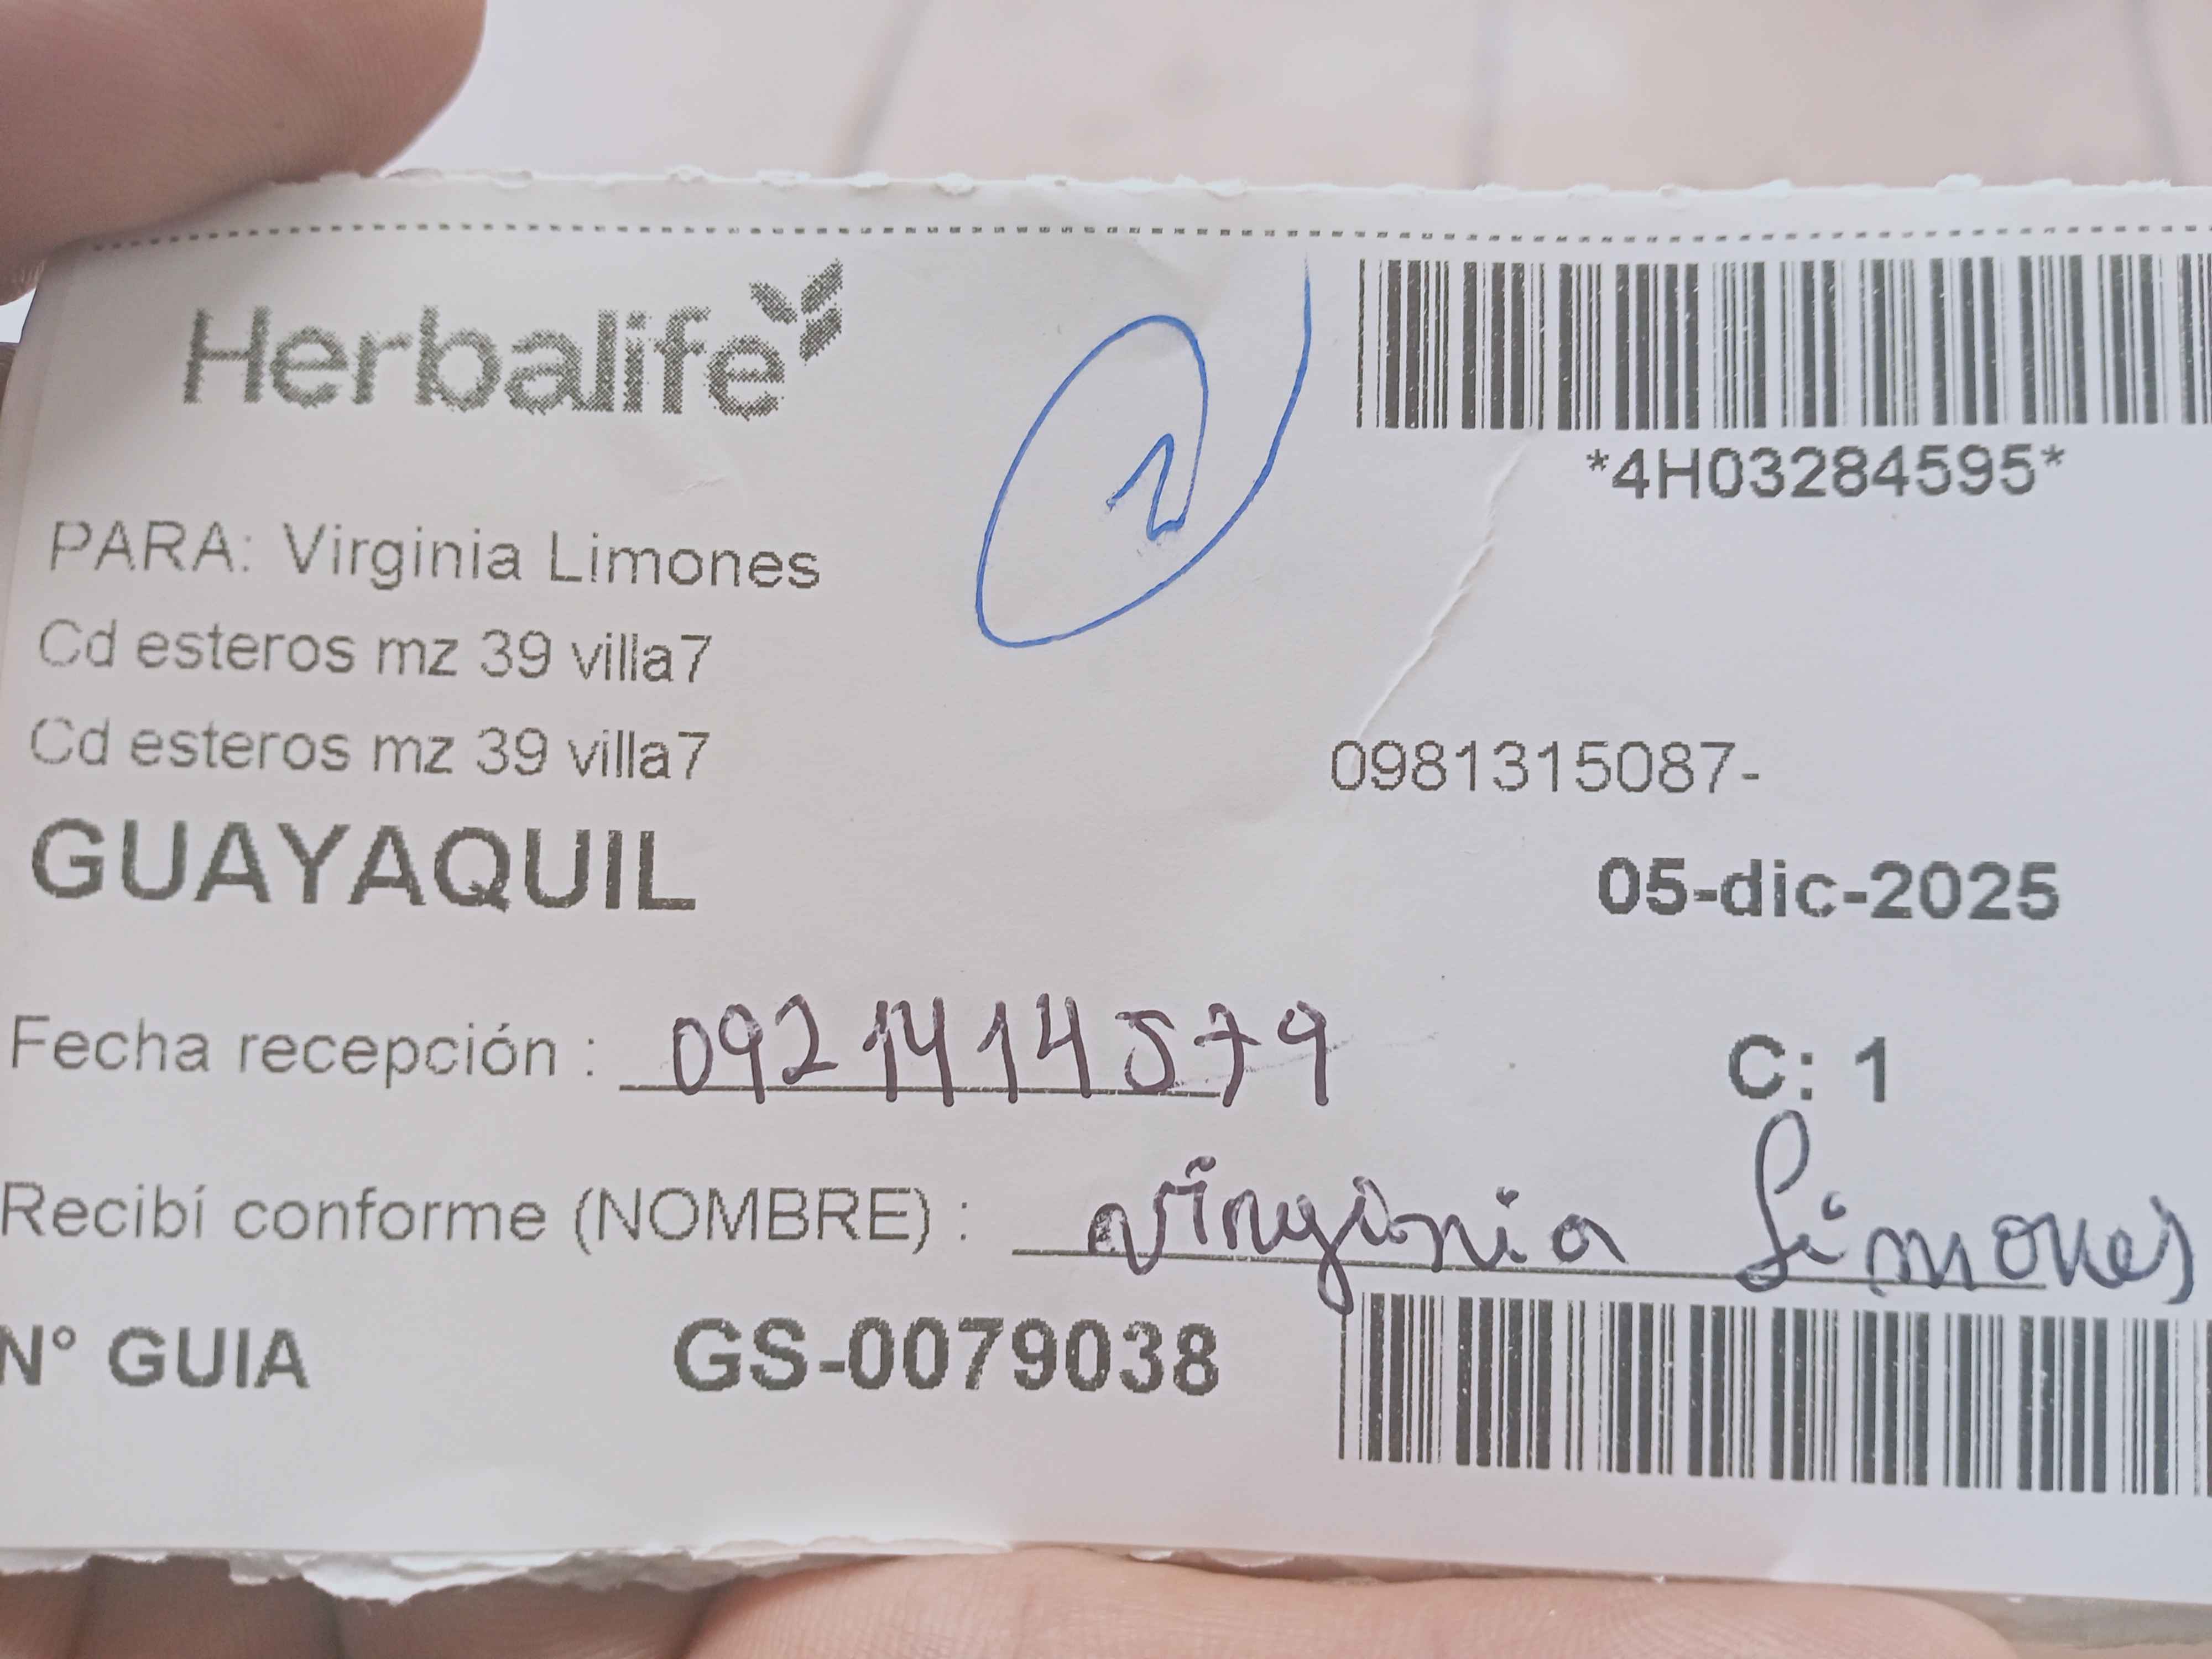 Herbalife
*4H03284595*
PARA: Virginia Limones
Cd esteros mz 39 villa7
Cd esteros mz 39 villa7
0981315087-
GUAYAQUIL
05-dic-2025
Fecha recepción : 0921414579
C: 1
Recibí conforme (NOMBRE) : Virginia Limones
N° GUIA GS-0079038